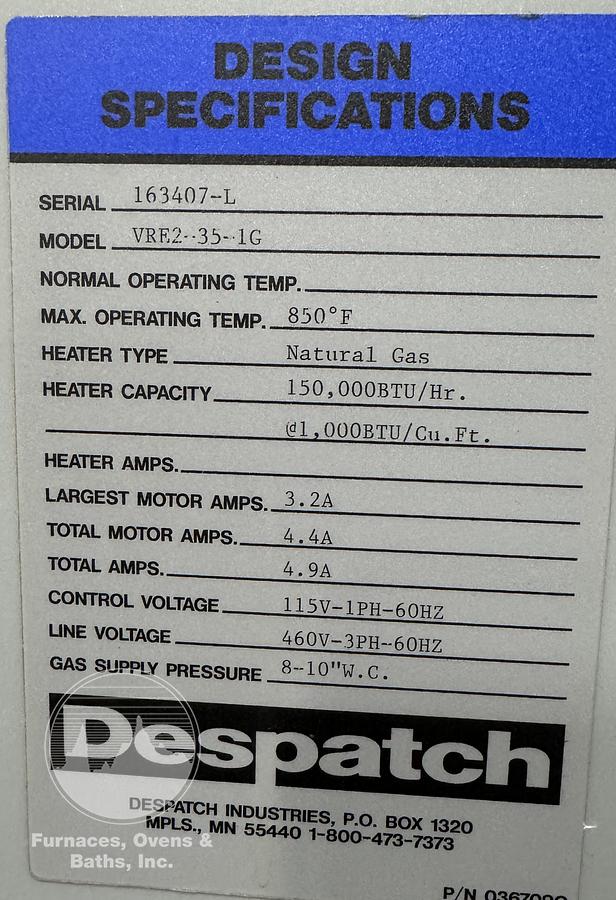 DESIGN
SPECIFICATIONS
SERIAL 163407-L
MODEL VRE2-35-1G
NORMAL OPERATING TEMP.
MAX. OPERATING TEMP. 850°F
HEATER TYPE Natural Gas
HEATER CAPACITY 150,000BTU/Hr.
@1,000BTU/Cu.Ft.
HEATER AMPS.
LARGEST MOTOR AMPS. 3.2A
TOTAL MOTOR AMPS. 4.4A
TOTAL AMPS. 4.9A
CONTROL VOLTAGE 115V-1PH-60HZ
LINE VOLTAGE 460V-3PH-60HZ
GAS SUPPLY PRESSURE 8-10"W.C.
Despatch
DESPATCH INDUSTRIES, P.O. BOX 1320
MPLS., MN 55440 1-800-473-7373
Furnaces, Ovens &
Baths, Inc.
P/N